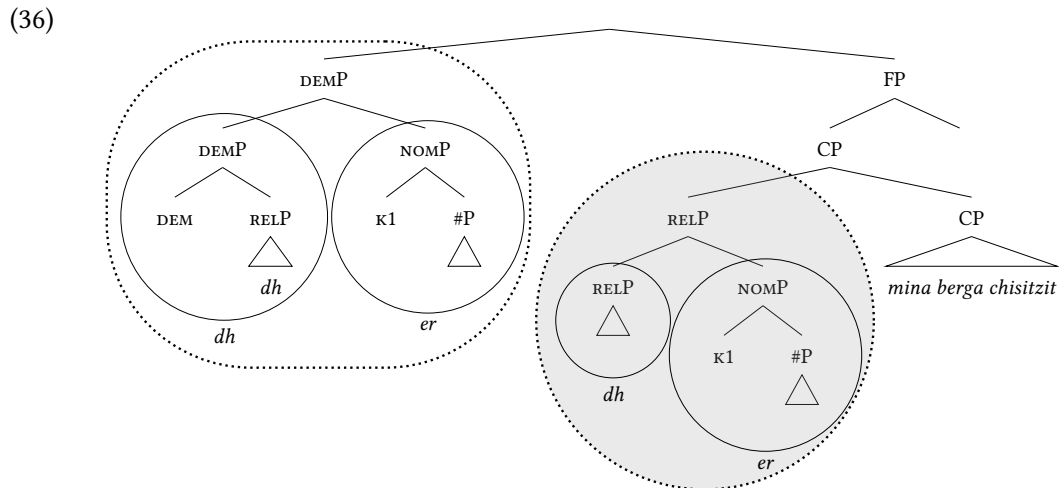 (36)
DEMP FP
DEMP NOMP CP
DEM RELP K1 #P RELP CP
dh RELP NOMP mina berga chisitzit
dh er K1 #P
dh
er